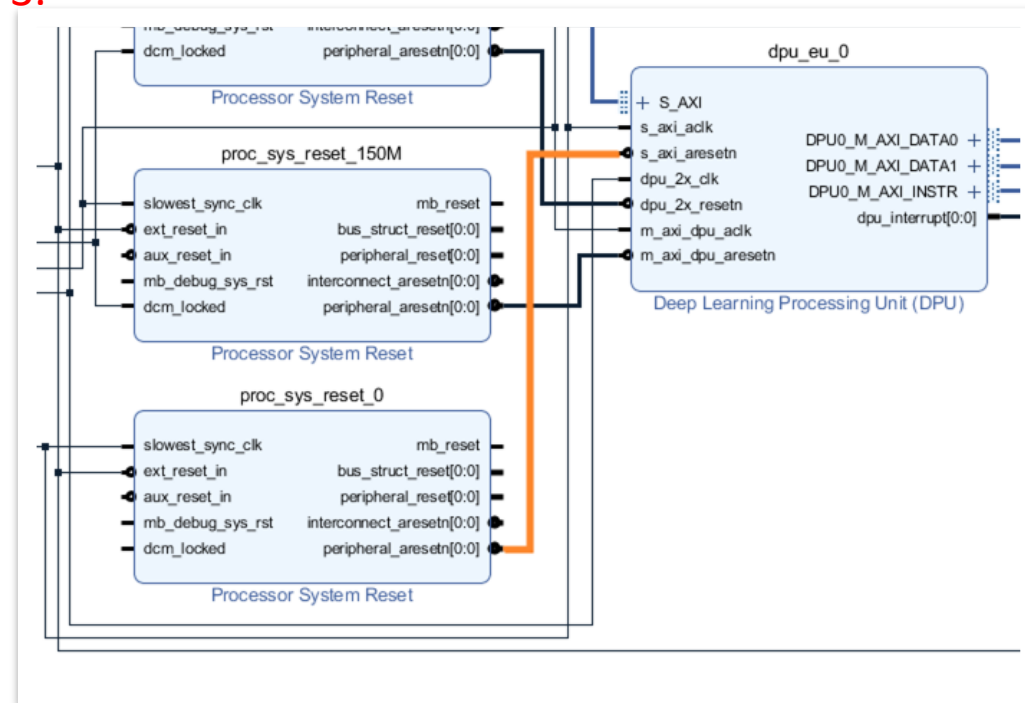 dcm_locked peripheral_aresetn[0:0]
Processor System Reset
proc_sys_reset_150M
slowest_sync_clk mb_reset
ext_reset_in bus_struct_reset[0:0]
aux_reset_in peripheral_reset[0:0]
mb_debug_sys_rst interconnect_aresetn[0:0]
dcm_locked peripheral_aresetn[0:0]
Processor System Reset
proc_sys_reset_0
slowest_sync_clk mb_reset
ext_reset_in bus_struct_reset[0:0]
aux_reset_in peripheral_reset[0:0]
mb_debug_sys_rst interconnect_aresetn[0:0]
dcm_locked peripheral_aresetn[0:0]
Processor System Reset
dpu_eu_0
+ S_AXI
s_axi_aclk
s_axi_aresetn
dpu_2x_clk
dpu_2x_resetn
m_axi_dpu_aclk
m_axi_dpu_aresetn
DPU0_M_AXI_DATA0 +
DPU0_M_AXI_DATA1 +
DPU0_M_AXI_INSTR +
dpu_interrupt[0:0]
Deep Learning Processing Unit (DPU)